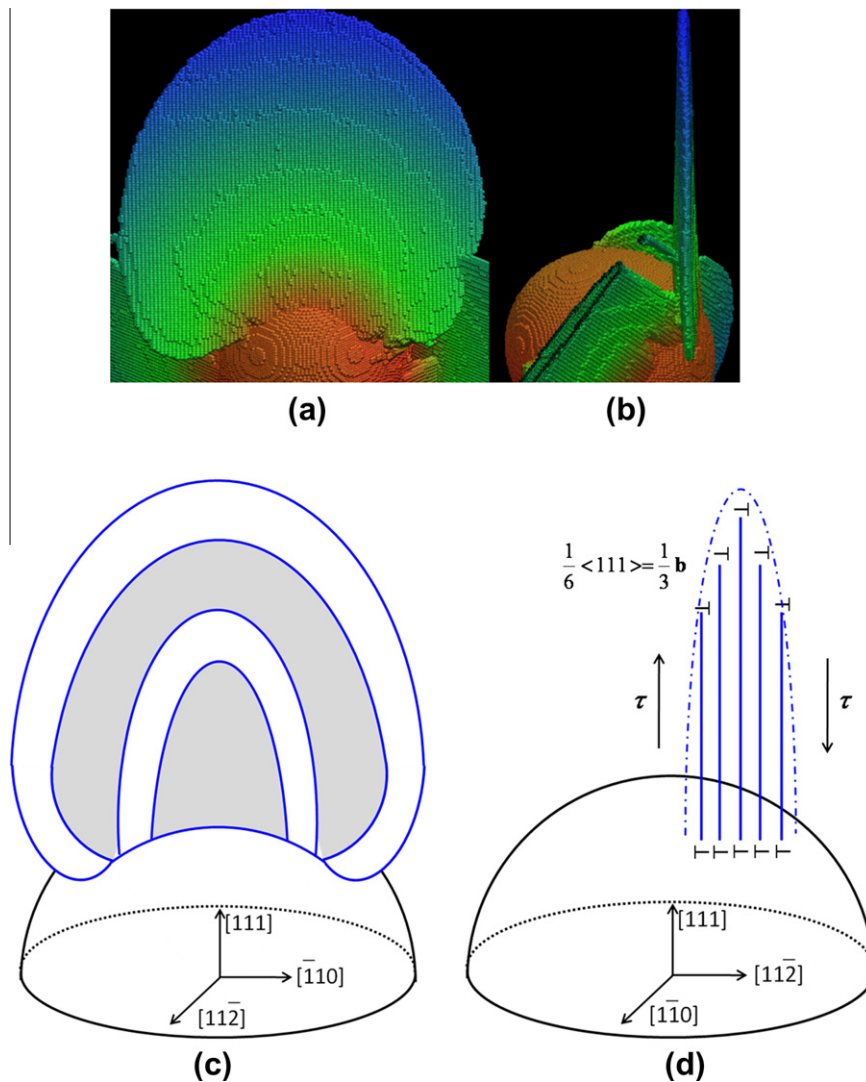 (a)
(b)
1/6 <111> = 1/3 b
τ
τ
[111]
[1̅10]
[112̅]
[111]
[112̅]
[11̅0]
(c)
(d)